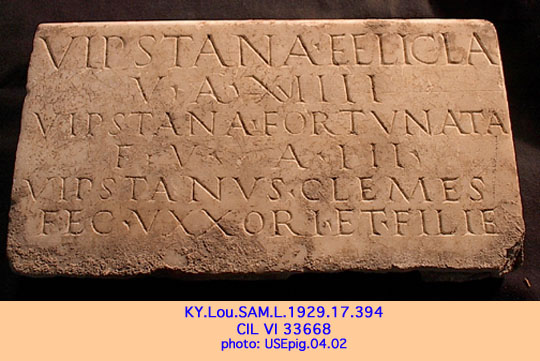 VIPSTANA·FELICLA
V·A·XIIII
VIPSTANA·FORTVNATA
F·V· A·III·
VIPSTANVS·CLEMES
FEC·VXXORI·ET·FILIE
KY.Lou.SAM.L.1929.17.394
CIL VI 33668
photo: USEpig.04.02